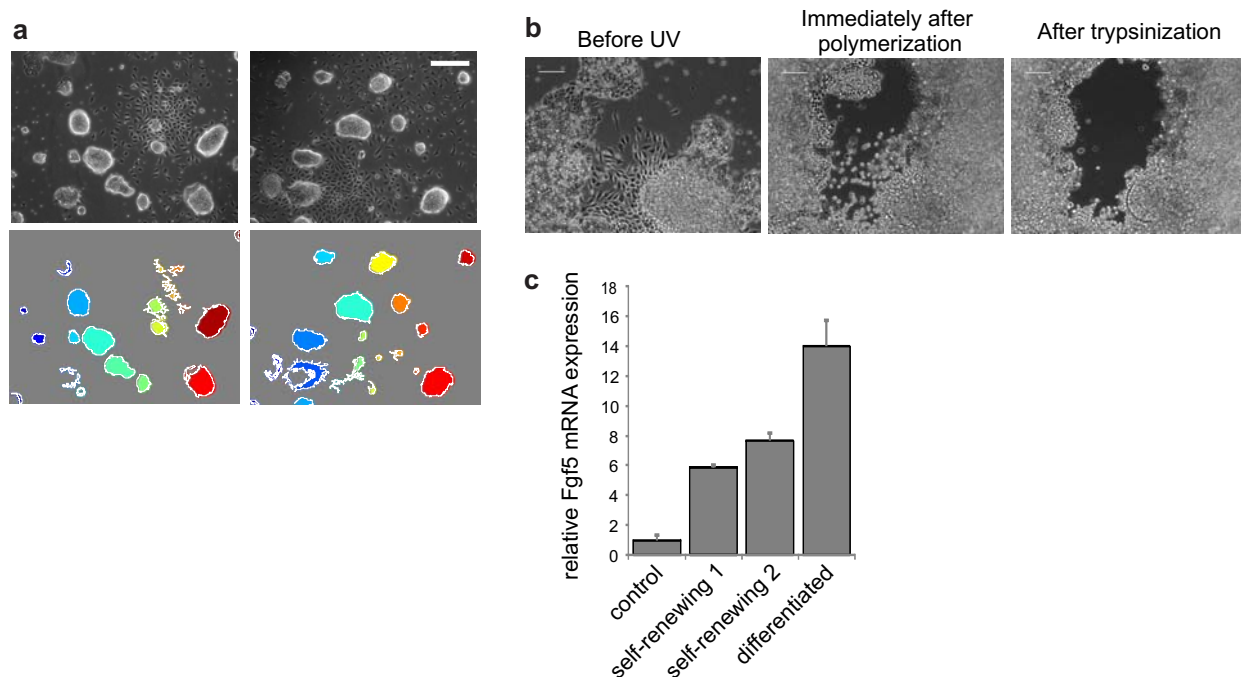 a
b
Before UV
Immediately after
polymerization
After trypsinization
c
relative Fgf5 mRNA expression
18
16
14
12
10
8
6
4
2
0
control
self-renewing 1
self-renewing 2
differentiated